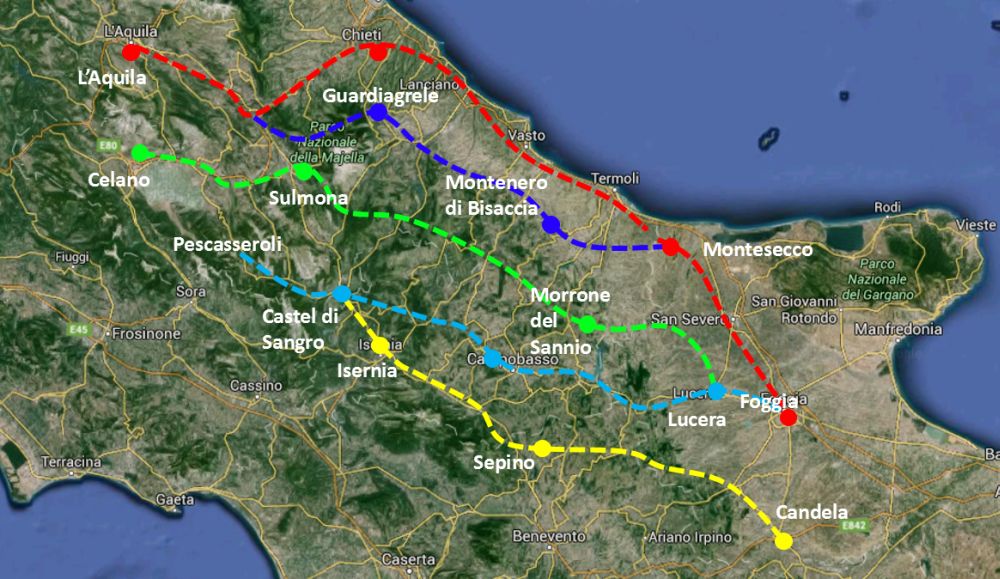 L'Aquila
Chieti
L'Aquila
Lanciano
Guardiagrele
Parco
Nazionale
della Majella
Vasto
E80
Celano
Sulmona
Montenero
di Bisaccia
Termoli
Rodi
Vieste
Pescasseroli
Montesecco
Fiuggi
Parco
Nazionale
del Gargano
Sora
Morrone
del
Sannio
San Giovanni
Rotondo
San Severo
Castel di
Sangro
E45
Frosinone
Manfredonia
Isernia
Isernia
Campobasso
Cassino
Lucera
Foggia
Foggia
Lucera
Sepino
Terracina
Gaeta
Candela
E842
Benevento
Ariano Irpino
Caserta